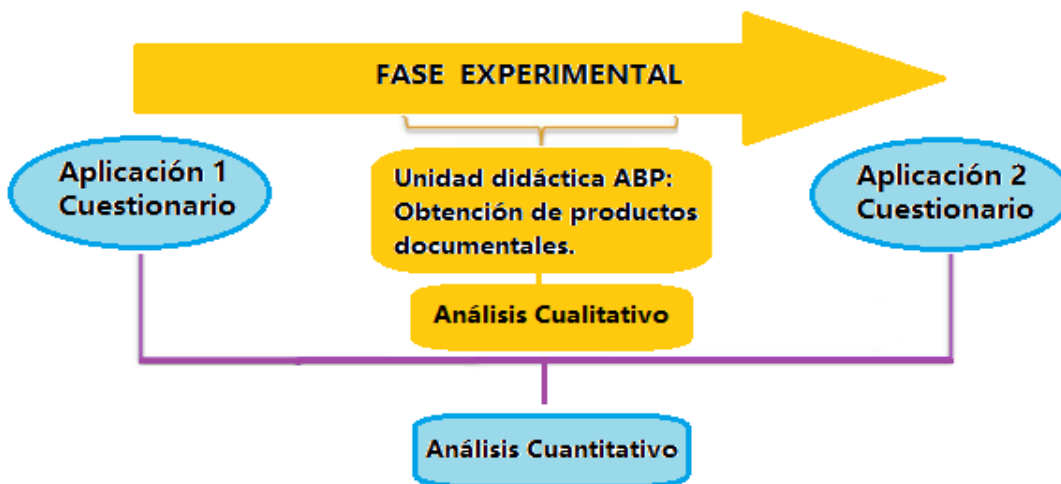 FASE EXPERIMENTAL
Aplicación 1
Cuestionario
Unidad didáctica ABP:
Obtención de productos
documentales.
Aplicación 2
Cuestionario
Análisis Cualitativo
Análisis Cuantitativo